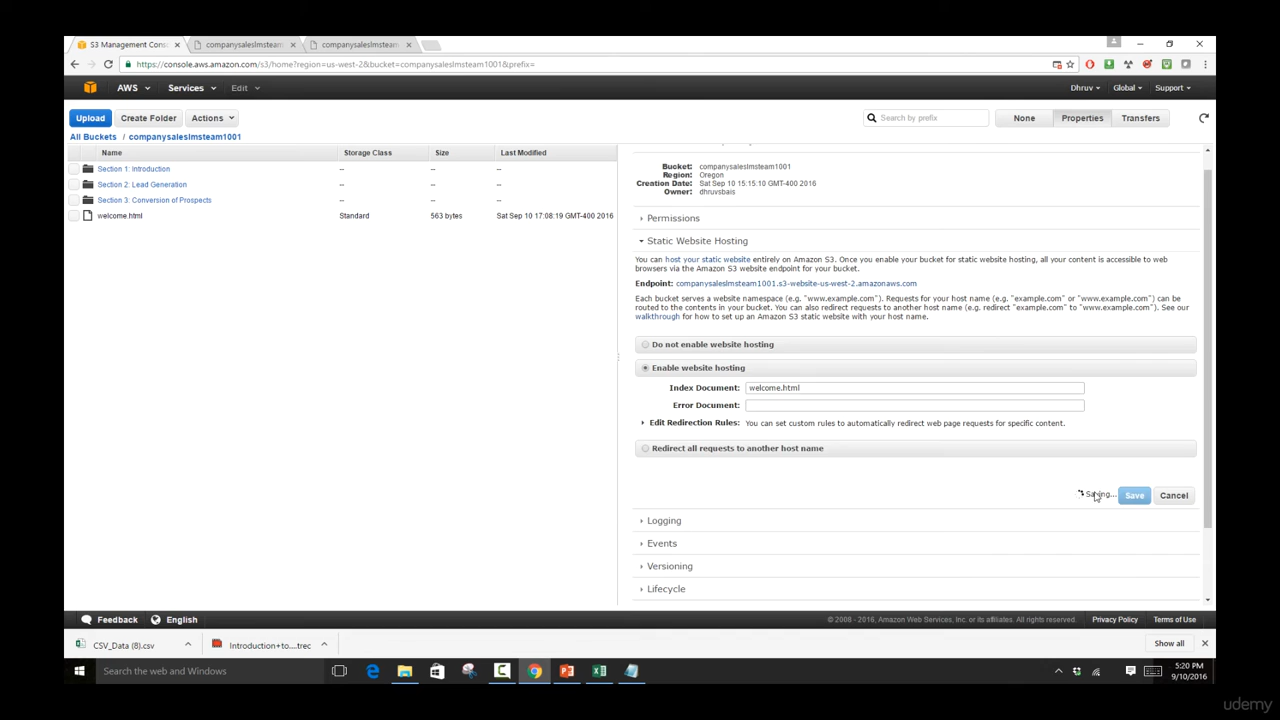 S3 Management Cons
companysaleslmsteam
companysaleslmsteam
https://console.aws.amazon.com/s3/home?region=us-west-2&bucket=companysaleslmsteam1001&prefix=
AWS Services Edit Dhruv Global Support
Upload Create Folder Actions Search by prefix None Properties Transfers
All Buckets / companysaleslmsteam1001
Name Storage Class Size Last Modified
Section 1: Introduction -- -- --
Section 2: Lead Generation -- -- --
Section 3: Conversion of Prospects -- -- --
welcome.html Standard 563 bytes Sat Sep 10 17:08:19 GMT-400 2016
Bucket: companysaleslmsteam1001
Region: Oregon
Creation Date: Sat Sep 10 15:15:10 GMT-400 2016
Owner: dhruvsbais
Permissions
Static Website Hosting
You can host your static website entirely on Amazon S3. Once you enable your bucket for static website hosting, all your content is accessible to web
browsers via the Amazon S3 website endpoint for your bucket.
Endpoint: companysaleslmsteam1001.s3-website-us-west-2.amazonaws.com
Each bucket serves a website namespace (e.g. "www.example.com"). Requests for your host name (e.g. "example.com" or "www.example.com") can be
routed to the contents in your bucket. You can also redirect requests to another host name (e.g. redirect "example.com" to "www.example.com"). See our
walkthrough for how to set up an Amazon S3 static website with your host name.
Do not enable website hosting
Enable website hosting
Index Document: welcome.html
Error Document:
Edit Redirection Rules: You can set custom rules to automatically redirect web page requests for specific content.
Redirect all requests to another host name
Saving... Save Cancel
Logging
Events
Versioning
Lifecycle
Feedback English © 2008 - 2016, Amazon Web Services, Inc. or its affiliates. All rights reserved. Privacy Policy Terms of Use
CSV_Data (8).csv Introduction+to....trec Show all
Search the web and Windows
5:20 PM
9/10/2016
udemy